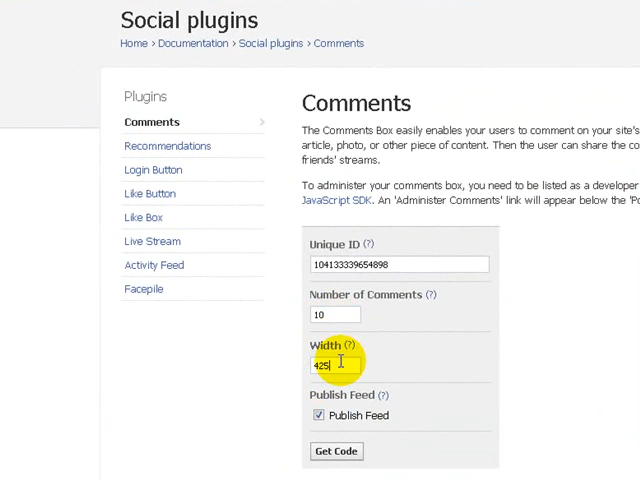 Social plugins
Home › Documentation › Social plugins › Comments
Plugins
Comments
Recommendations
Login Button
Like Button
Like Box
Live Stream
Activity Feed
Facepile
Comments
The Comments Box easily enables your users to comment on your site's
article, photo, or other piece of content. Then the user can share the co
friends' streams.
To administer your comments box, you need to be listed as a developer
JavaScript SDK. An 'Administer Comments' link will appear below the 'Po
Unique ID (?)
104133339654898
Number of Comments (?)
10
Width (?)
425
Publish Feed (?)
Publish Feed
Get Code